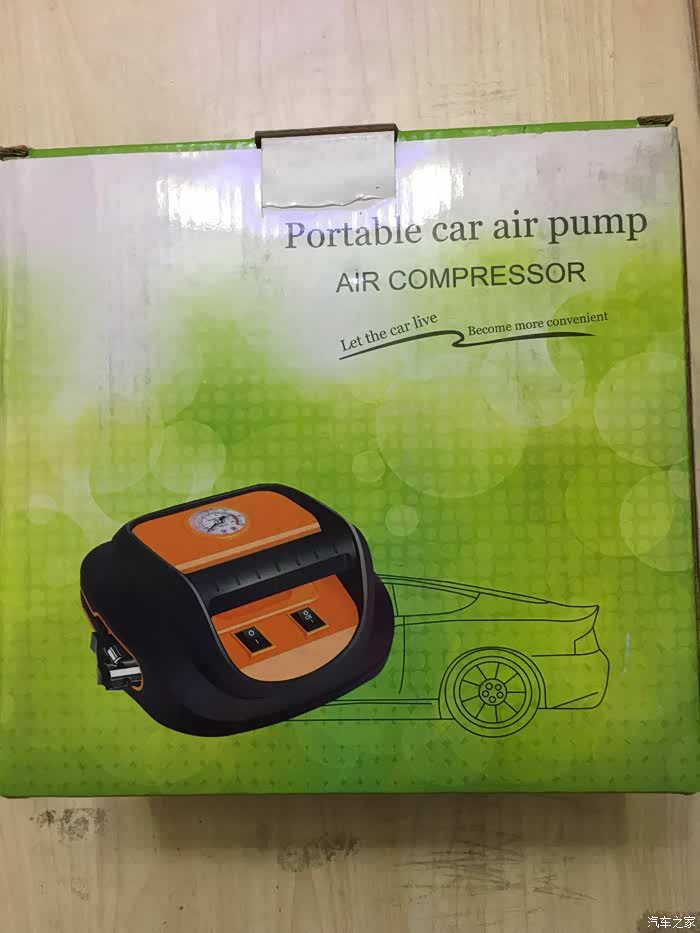 Portable car air pump
AIR COMPRESSOR
Let the car live
Become more convenient
汽车之家